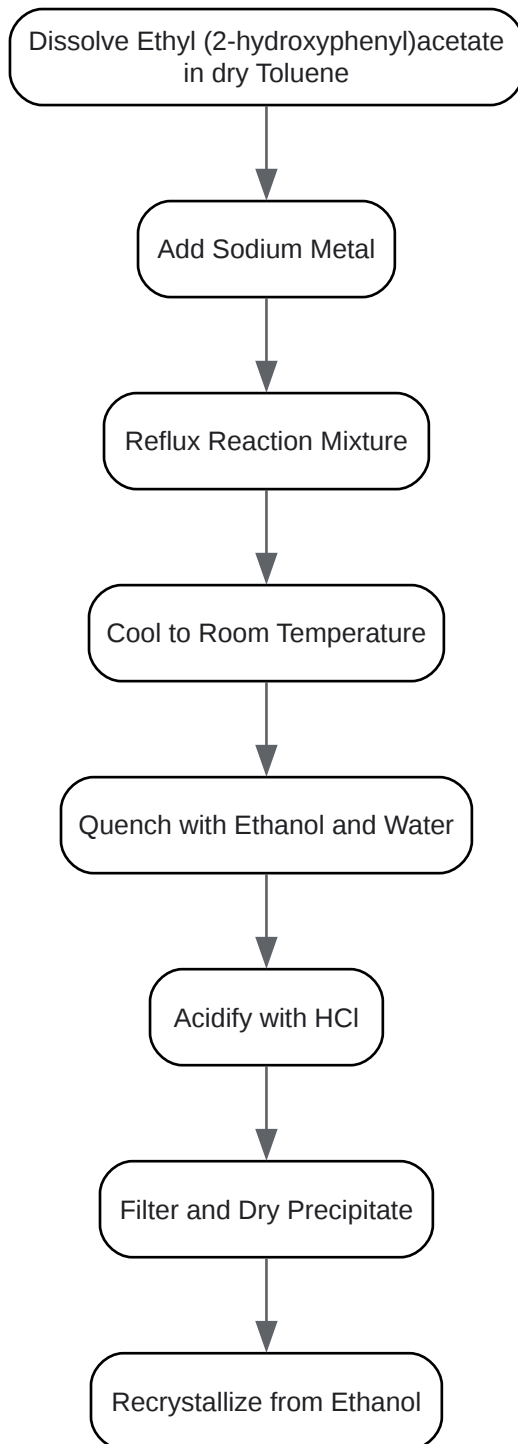 Dissolve Ethyl (2-hydroxyphenyl)acetate
in dry Toluene
Add Sodium Metal
Reflux Reaction Mixture
Cool to Room Temperature
Quench with Ethanol and Water
Acidify with HCl
Filter and Dry Precipitate
Recrystallize from Ethanol